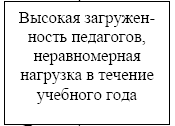 Высокая загружен-
ность педагогов,
неравномерная
нагрузка в течение
учебного года